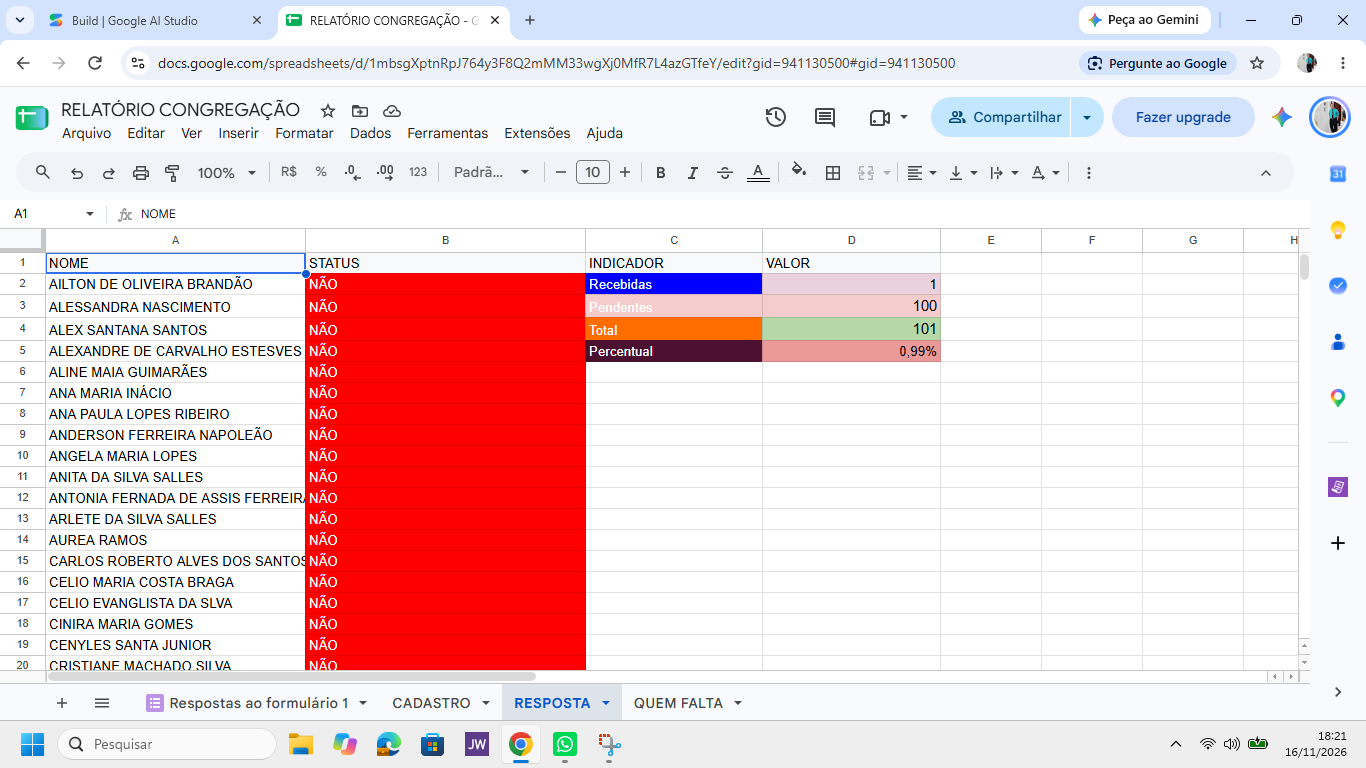 Build | Google AI Studio
RELATÓRIO CONGREGAÇÃO - G
Peça ao Gemini
docs.google.com/spreadsheets/d/1mbsgXptnRpJ764y3F8Q2mMM33wgXj0MfR7L4azGTfeY/edit?gid=941130500#gid=941130500
Pergunte ao Google
RELATÓRIO CONGREGAÇÃO
Arquivo Editar Ver Inserir Formatar Dados Ferramentas Extensões Ajuda
Compartilhar
Fazer upgrade
100% R$ % .0 .00 123 Padrã... 10 B I S A
31
A1 fx NOME
A B C D E F G H
1 NOME STATUS INDICADOR VALOR
2 AILTON DE OLIVEIRA BRANDÃO NÃO Recebidas 1
3 ALESSANDRA NASCIMENTO NÃO Pendentes 100
4 ALEX SANTANA SANTOS NÃO Total 101
5 ALEXANDRE DE CARVALHO ESTESVES NÃO Percentual 0,99%
6 ALINE MAIA GUIMARÃES NÃO
7 ANA MARIA INÁCIO NÃO
8 ANA PAULA LOPES RIBEIRO NÃO
9 ANDERSON FERREIRA NAPOLEÃO NÃO
10 ANGELA MARIA LOPES NÃO
11 ANITA DA SILVA SALLES NÃO
12 ANTONIA FERNADA DE ASSIS FERREIRA NÃO
13 ARLETE DA SILVA SALLES NÃO
14 AUREA RAMOS NÃO
15 CARLOS ROBERTO ALVES DOS SANTOS NÃO
16 CELIO MARIA COSTA BRAGA NÃO
17 CELIO EVANGLISTA DA SLVA NÃO
18 CINIRA MARIA GOMES NÃO
19 CENYLES SANTA JUNIOR NÃO
20 CRISTIANE MACHADO SILVA NÃO
Respostas ao formulário 1 CADASTRO RESPOSTA QUEM FALTA
Pesquisar
JW
18:21
16/11/2026